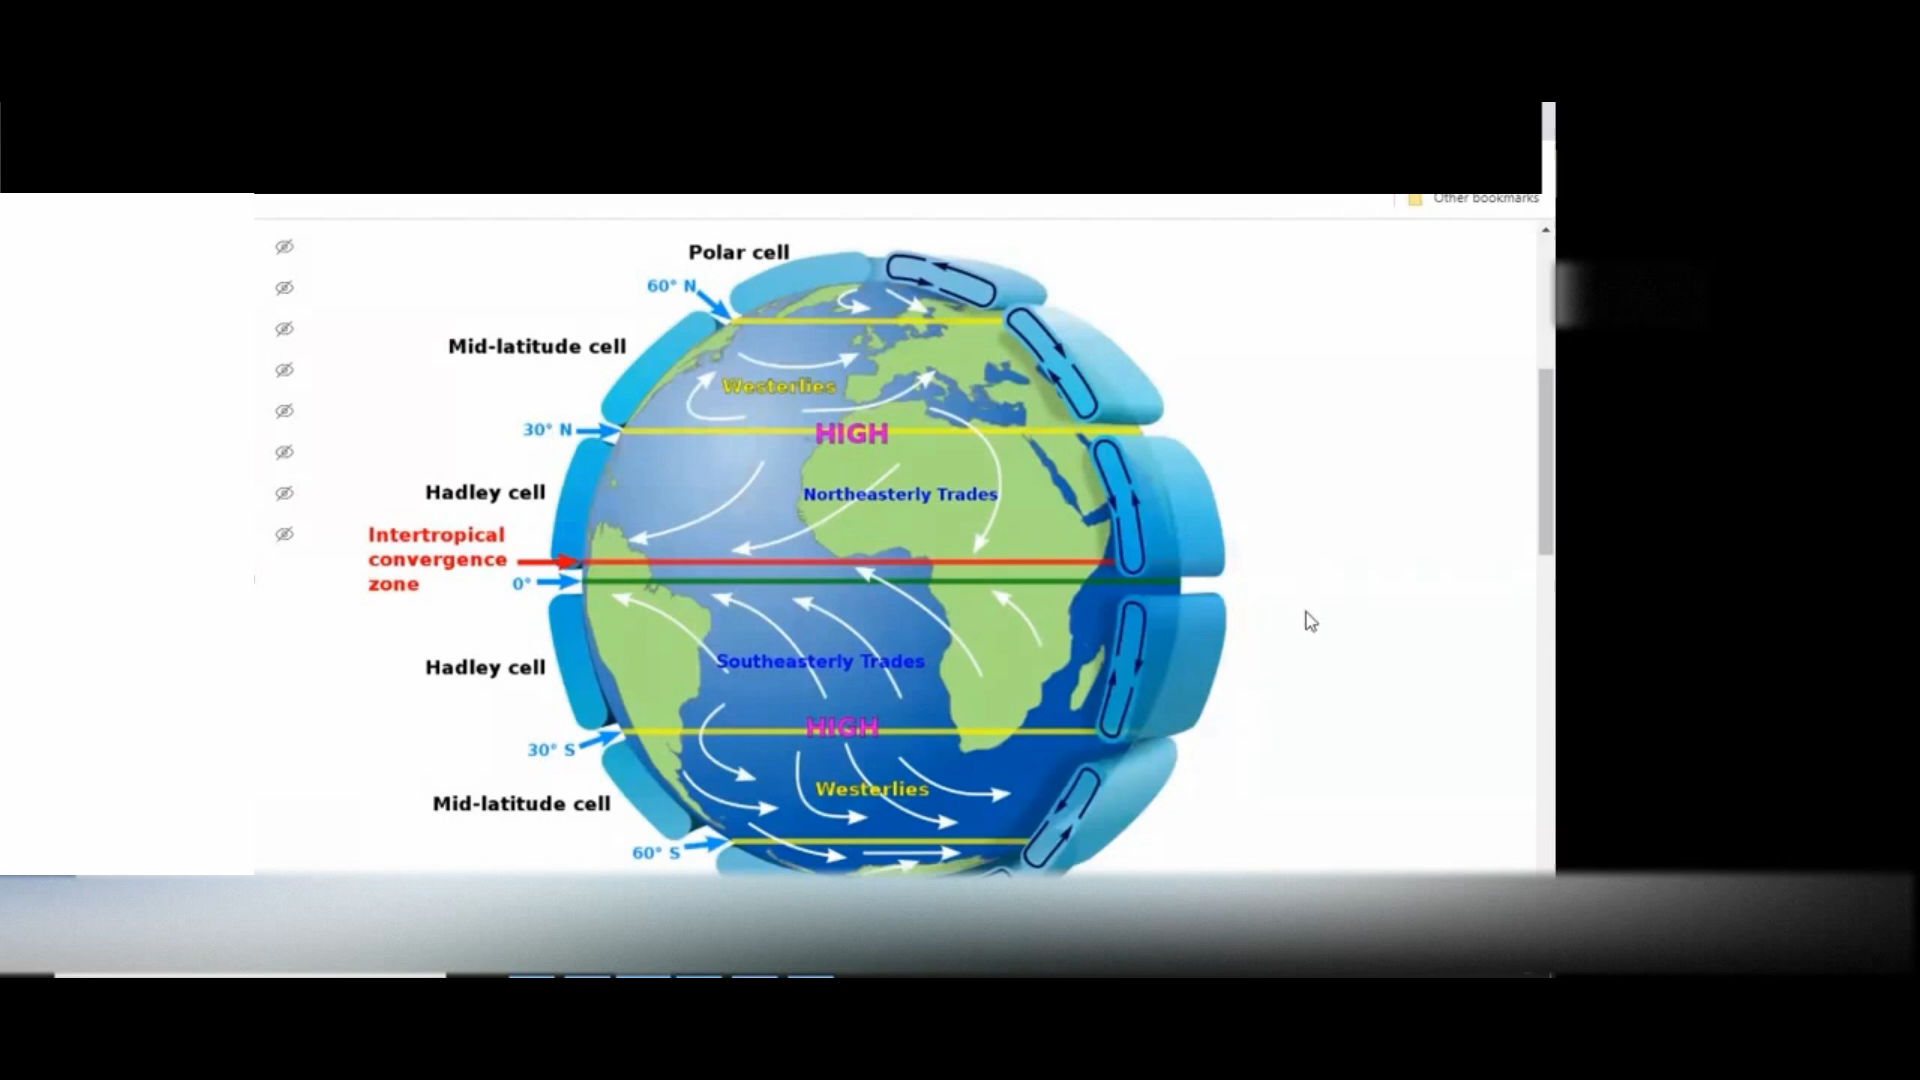 Other bookmarks
Polar cell
60° N
Mid-latitude cell
Westerlies
30° N
HIGH
Hadley cell
Northeasterly Trades
Intertropical
convergence
zone
0°
Hadley cell
Southeasterly Trades
HIGH
30° S
Westerlies
Mid-latitude cell
60° S